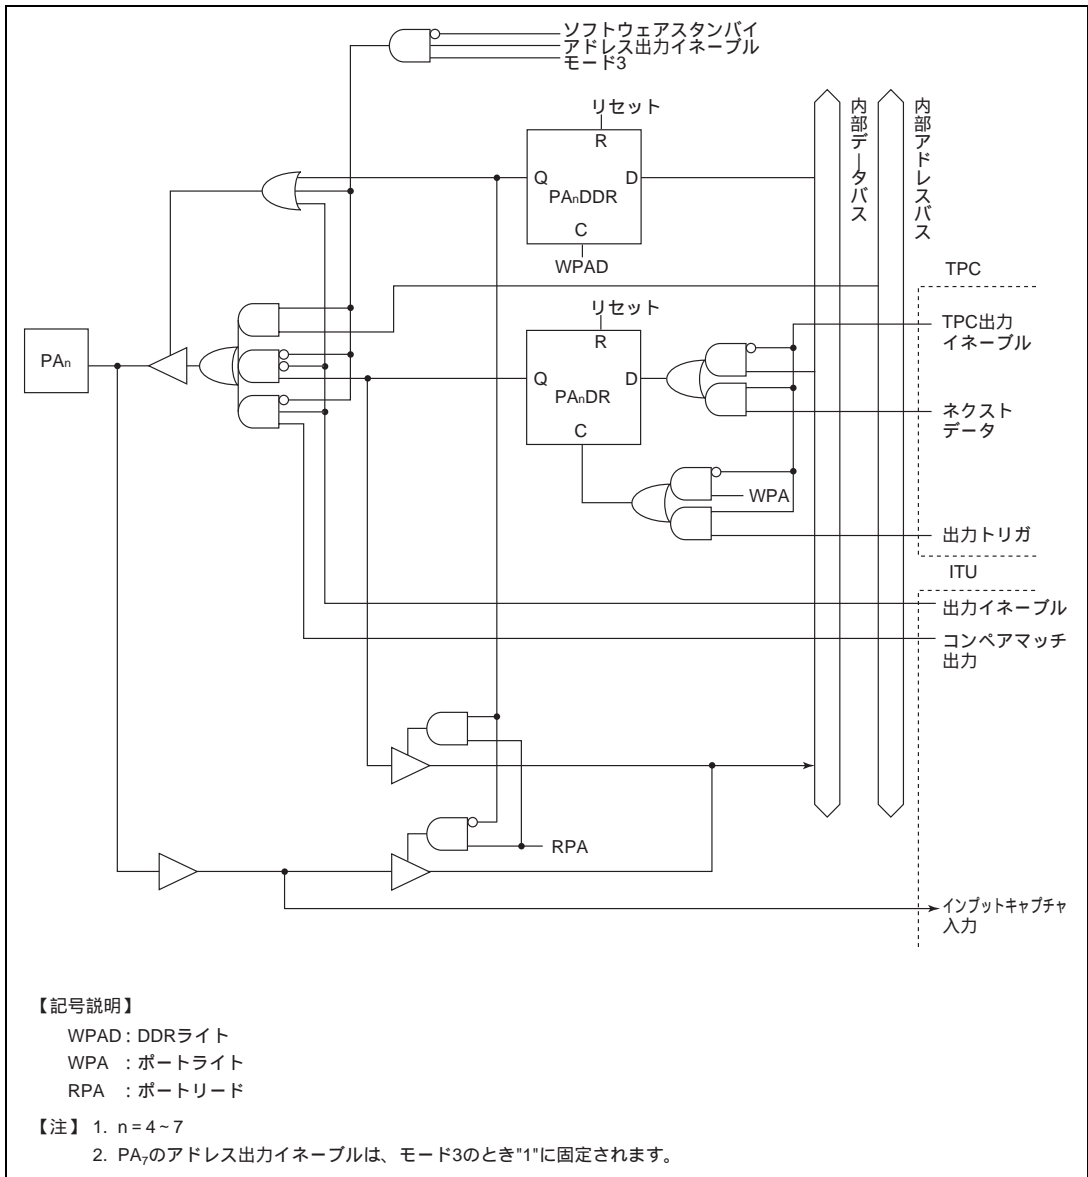 ソフトウェアスタンバイ
アドレス出力イネーブル
モード3
リセット
R
Q
D
PAnDDR
C
WPAD
内部データバス
内部アドレスバス
TPC
リセット
R
Q
D
PAnDR
C
TPC出力
イネーブル
PAn
ネクスト
データ
WPA
出力トリガ
ITU
出力イネーブル
コンペアマッチ
出力
RPA
インプットキャプチャ
入力
【記号説明】
WPAD : DDRライト
WPA : ポートライト
RPA : ポートリード
【注】 1. n = 4 ~ 7
2. PA7のアドレス出力イネーブルは、モード3のとき"1"に固定されます。